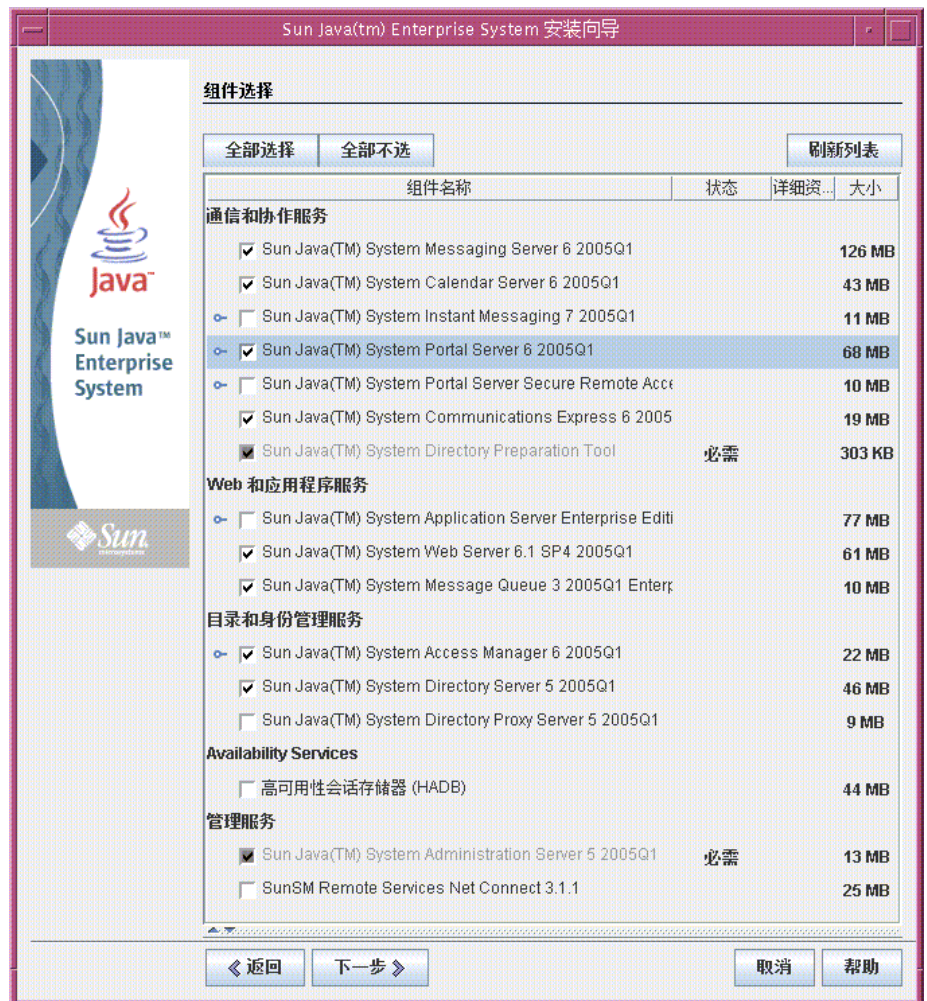 Sun Java(tm) Enterprise System 安装向导
组件选择
全部选择 全部不选 刷新列表
组件名称 状态 详细资... 大小
通信和协作服务
Sun Java(TM) System Messaging Server 6 2005Q1 126 MB
Sun Java(TM) System Calendar Server 6 2005Q1 43 MB
Sun Java(TM) System Instant Messaging 7 2005Q1 11 MB
Sun Java(TM) System Portal Server 6 2005Q1 68 MB
Sun Java(TM) System Portal Server Secure Remote Acce 10 MB
Sun Java(TM) System Communications Express 6 2005 19 MB
Sun Java(TM) System Directory Preparation Tool 必需 303 KB
Web 和应用程序服务
Sun Java(TM) System Application Server Enterprise Editi 77 MB
Sun Java(TM) System Web Server 6.1 SP4 2005Q1 61 MB
Sun Java(TM) System Message Queue 3 2005Q1 Enterp 10 MB
目录和身份管理服务
Sun Java(TM) System Access Manager 6 2005Q1 22 MB
Sun Java(TM) System Directory Server 5 2005Q1 46 MB
Sun Java(TM) System Directory Proxy Server 5 2005Q1 9 MB
Availability Services
高可用性会话存储器 (HADB) 44 MB
管理服务
Sun Java(TM) System Administration Server 5 2005Q1 必需 13 MB
SunSM Remote Services Net Connect 3.1.1 25 MB
Java™
Sun Java™
Enterprise
System
Sun
microsystems
返回 下一步 取消 帮助